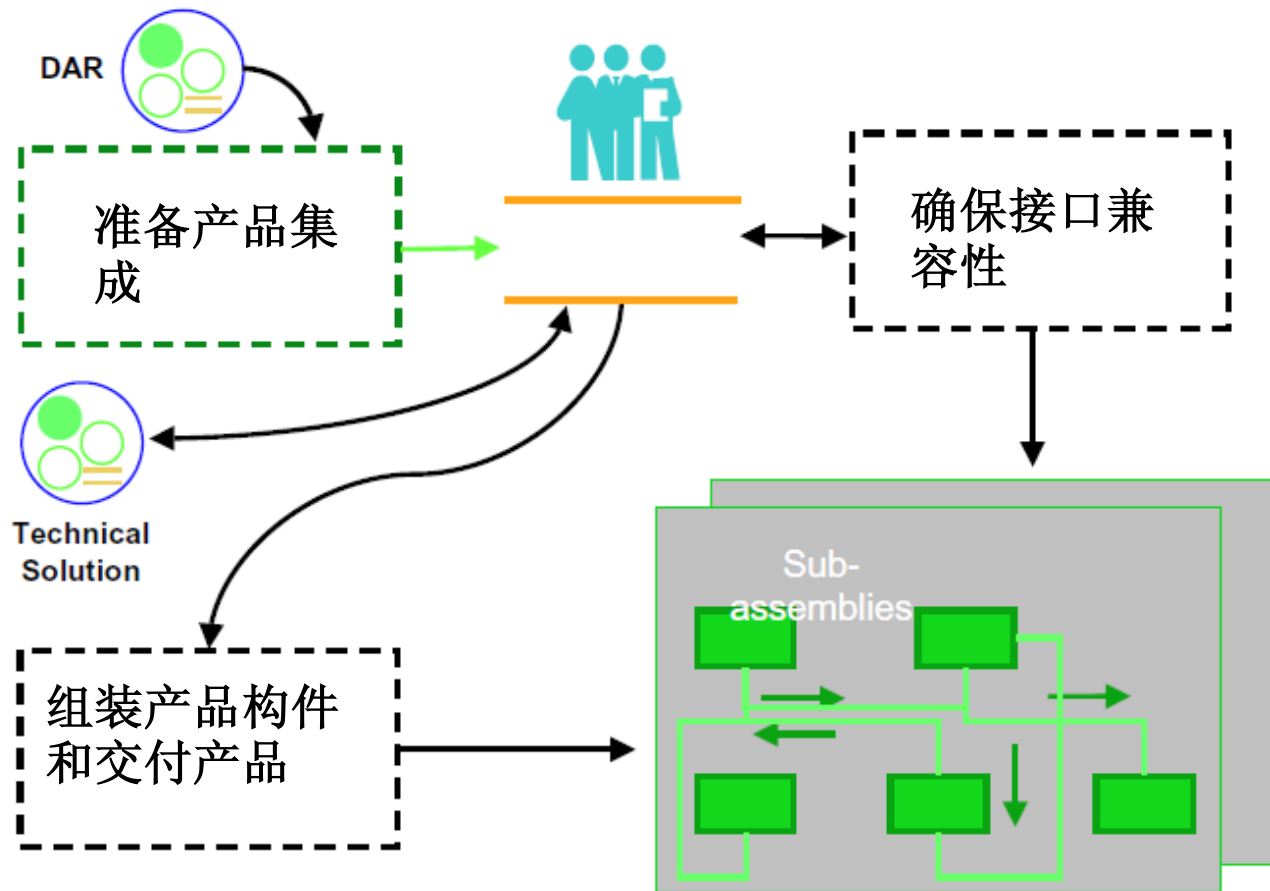 DAR
准备产品集
成
确保接口兼
容性
Technical
Solution
Sub-
assemblies
组装产品构件
和交付产品